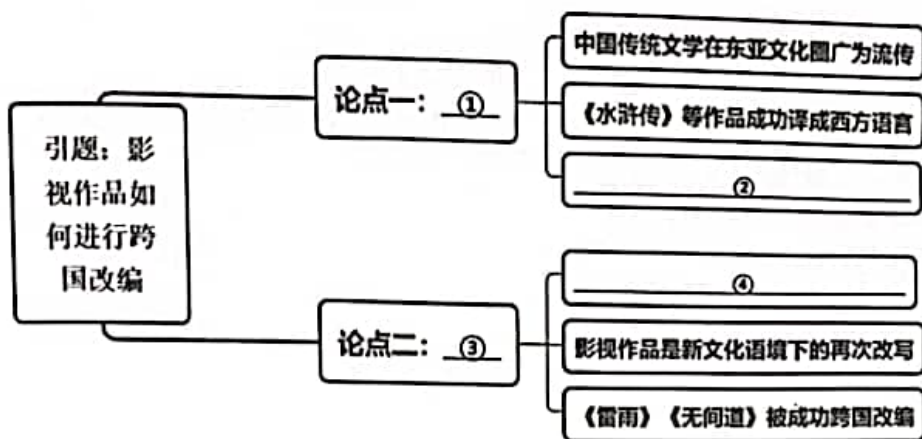 引题：影
视作品如
何进行跨
国改编
论点一：①
中国传统文学在东亚文化圈广为流传
《水浒传》等作品成功译成西方语言
②
论点二：③
④
影视作品是新文化语境下的再次改写
《雷雨》《无间道》被成功跨国改编